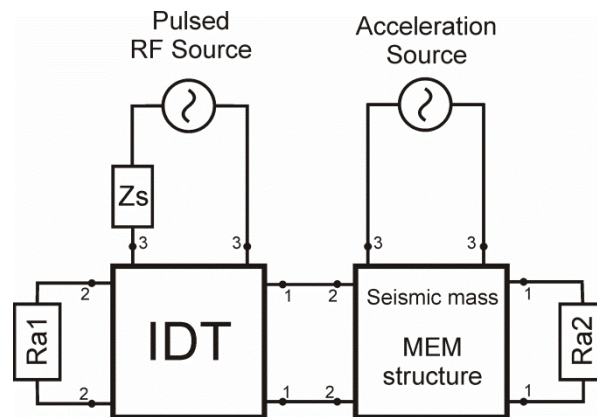 Pulsed
RF Source
Acceleration
Source
Zs
3
3
3
3
2
1
2
1
Ra1
IDT
Seismic mass
MEM
structure
Ra2
2
1
2
1